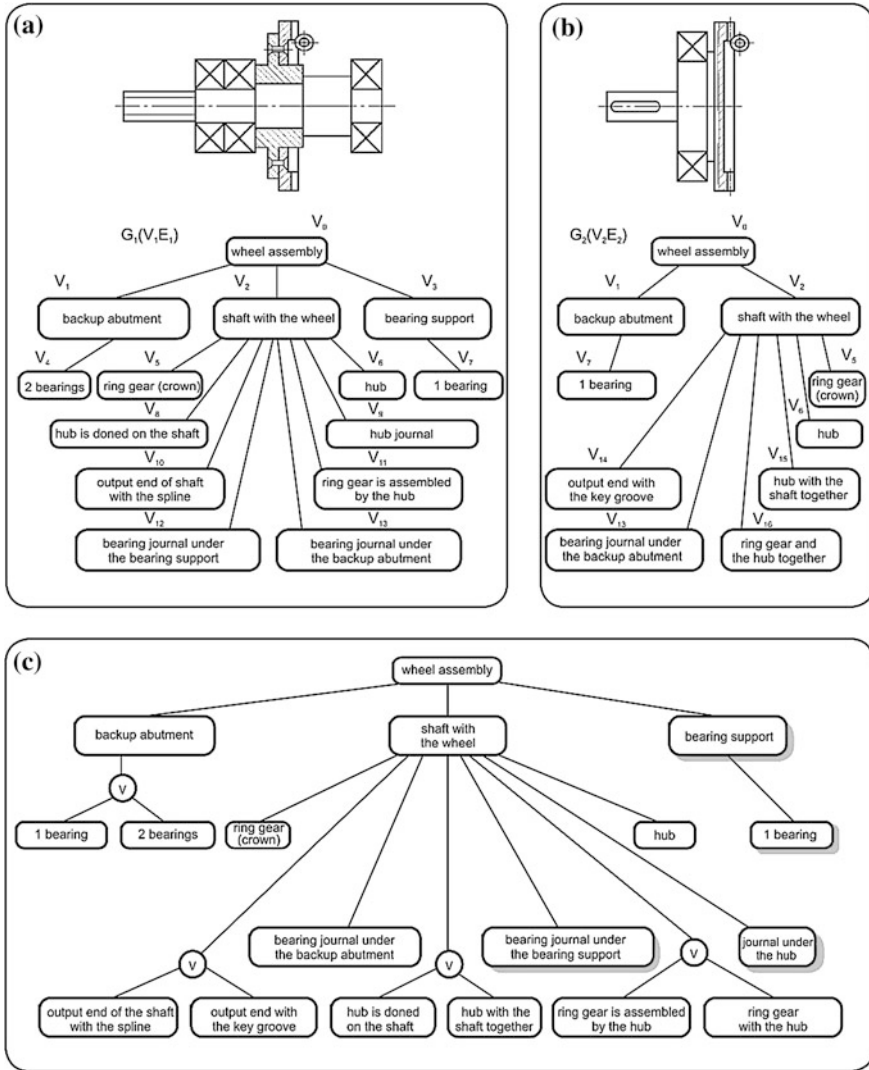 (a)
G₁(V₁E₁)
V₀
wheel assembly
V₁
V₂
V₃
backup abutment
shaft with the wheel
bearing support
V₄
V₅
V₆
V₇
2 bearings
ring gear (crown)
hub
1 bearing
V₈
V₉
hub is doned on the shaft
hub journal
V₁₀
V₁₁
output end of shaft
with the spline
ring gear is assembled
by the hub
V₁₂
V₁₃
bearing journal under
the bearing support
bearing journal under
the backup abutment
(b)
V₀
G₂(V₂E₂)
wheel assembly
V₁
V₂
backup abutment
shaft with the wheel
V₇
V₅
1 bearing
ring gear
(crown)
V₆
hub
V₁₄
V₁₅
output end with
the key groove
hub with the
shaft together
V₁₃
V₁₆
bearing journal under
the backup abutment
ring gear and
the hub together
(c)
wheel assembly
backup abutment
shaft with
the wheel
bearing support
v
1 bearing
2 bearings
ring gear
(crown)
hub
1 bearing
bearing journal under
the backup abutment
bearing journal under
the bearing support
journal under
the hub
v
v
v
output end of the shaft
with the spline
output end with
the key groove
hub is doned
on the shaft
hub with the
shaft together
ring gear is assembled
by the hub
ring gear
with the hub